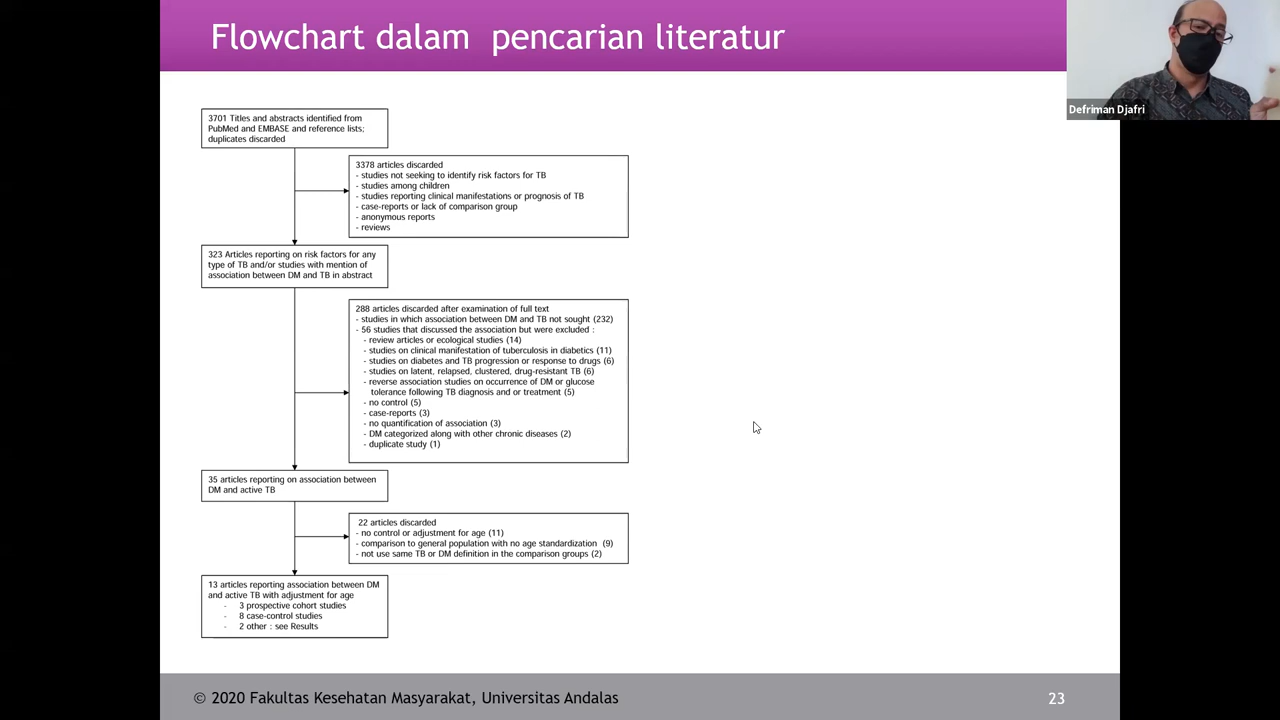 Flowchart dalam pencarian literatur
Defriman Djafri
3701 Titles and abstracts identified from
PubMed and EMBASE and reference lists;
duplicates discarded
3378 articles discarded
- studies not seeking to identify risk factors for TB
- studies among children
- studies reporting clinical manifestations or prognosis of TB
- case-reports or lack of comparison group
- anonymous reports
- reviews
323 Articles reporting on risk factors for any
type of TB and/or studies with mention of
association between DM and TB in abstract
288 articles discarded after examination of full text
- studies in which association between DM and TB not sought (232)
- 56 studies that discussed the association but were excluded :
- review articles or ecological studies (14)
- studies on clinical manifestation of tuberculosis in diabetics (11)
- studies on diabetes and TB progression or response to drugs (6)
- studies on latent, relapsed, clustered, drug-resistant TB (6)
- reverse association studies on occurrence of DM or glucose
tolerance following TB diagnosis and or treatment (5)
- no control (5)
- case-reports (3)
- no quantification of association (3)
- DM categorized along with other chronic diseases (2)
- duplicate study (1)
35 articles reporting on association between
DM and active TB
22 articles discarded
- no control or adjustment for age (11)
- comparison to general population with no age standardization (9)
- not use same TB or DM definition in the comparison groups (2)
13 articles reporting association between DM
and active TB with adjustment for age
- 3 prospective cohort studies
- 8 case-control studies
- 2 other : see Results
© 2020 Fakultas Kesehatan Masyarakat, Universitas Andalas
23